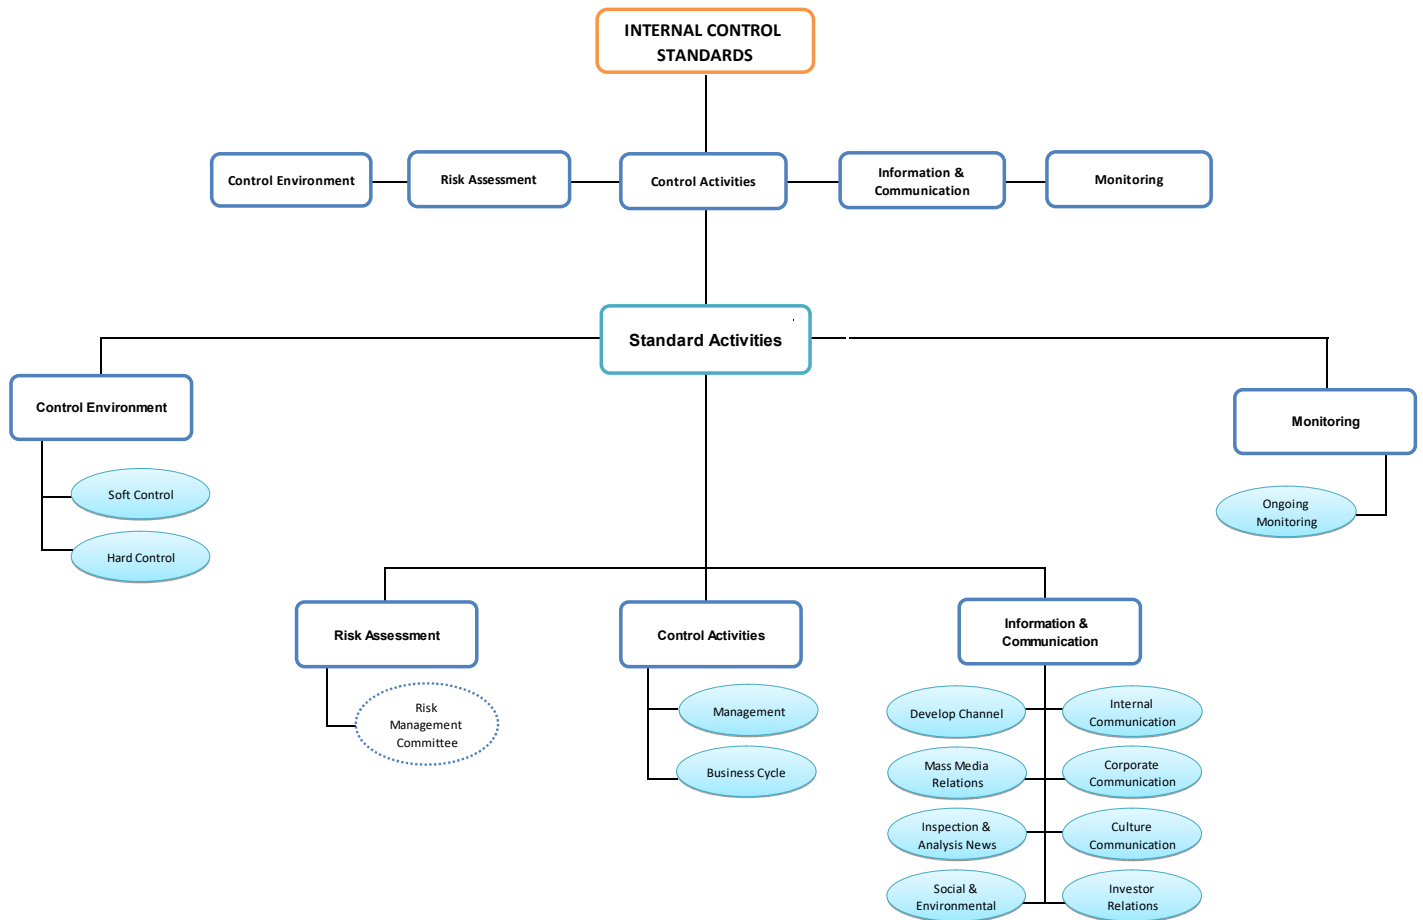 INTERNAL CONTROL
STANDARDS
Control Environment
Risk Assessment
Control Activities
Information &
Communication
Monitoring
Standard Activities
Control Environment
Soft Control
Hard Control
Monitoring
Ongoing
Monitoring
Risk Assessment
Risk
Management
Committee
Control Activities
Management
Business Cycle
Information &
Communication
Develop Channel
Internal
Communication
Mass Media
Relations
Corporate
Communication
Inspection &
Analysis News
Culture
Communication
Social &
Environmental
Investor
Relations